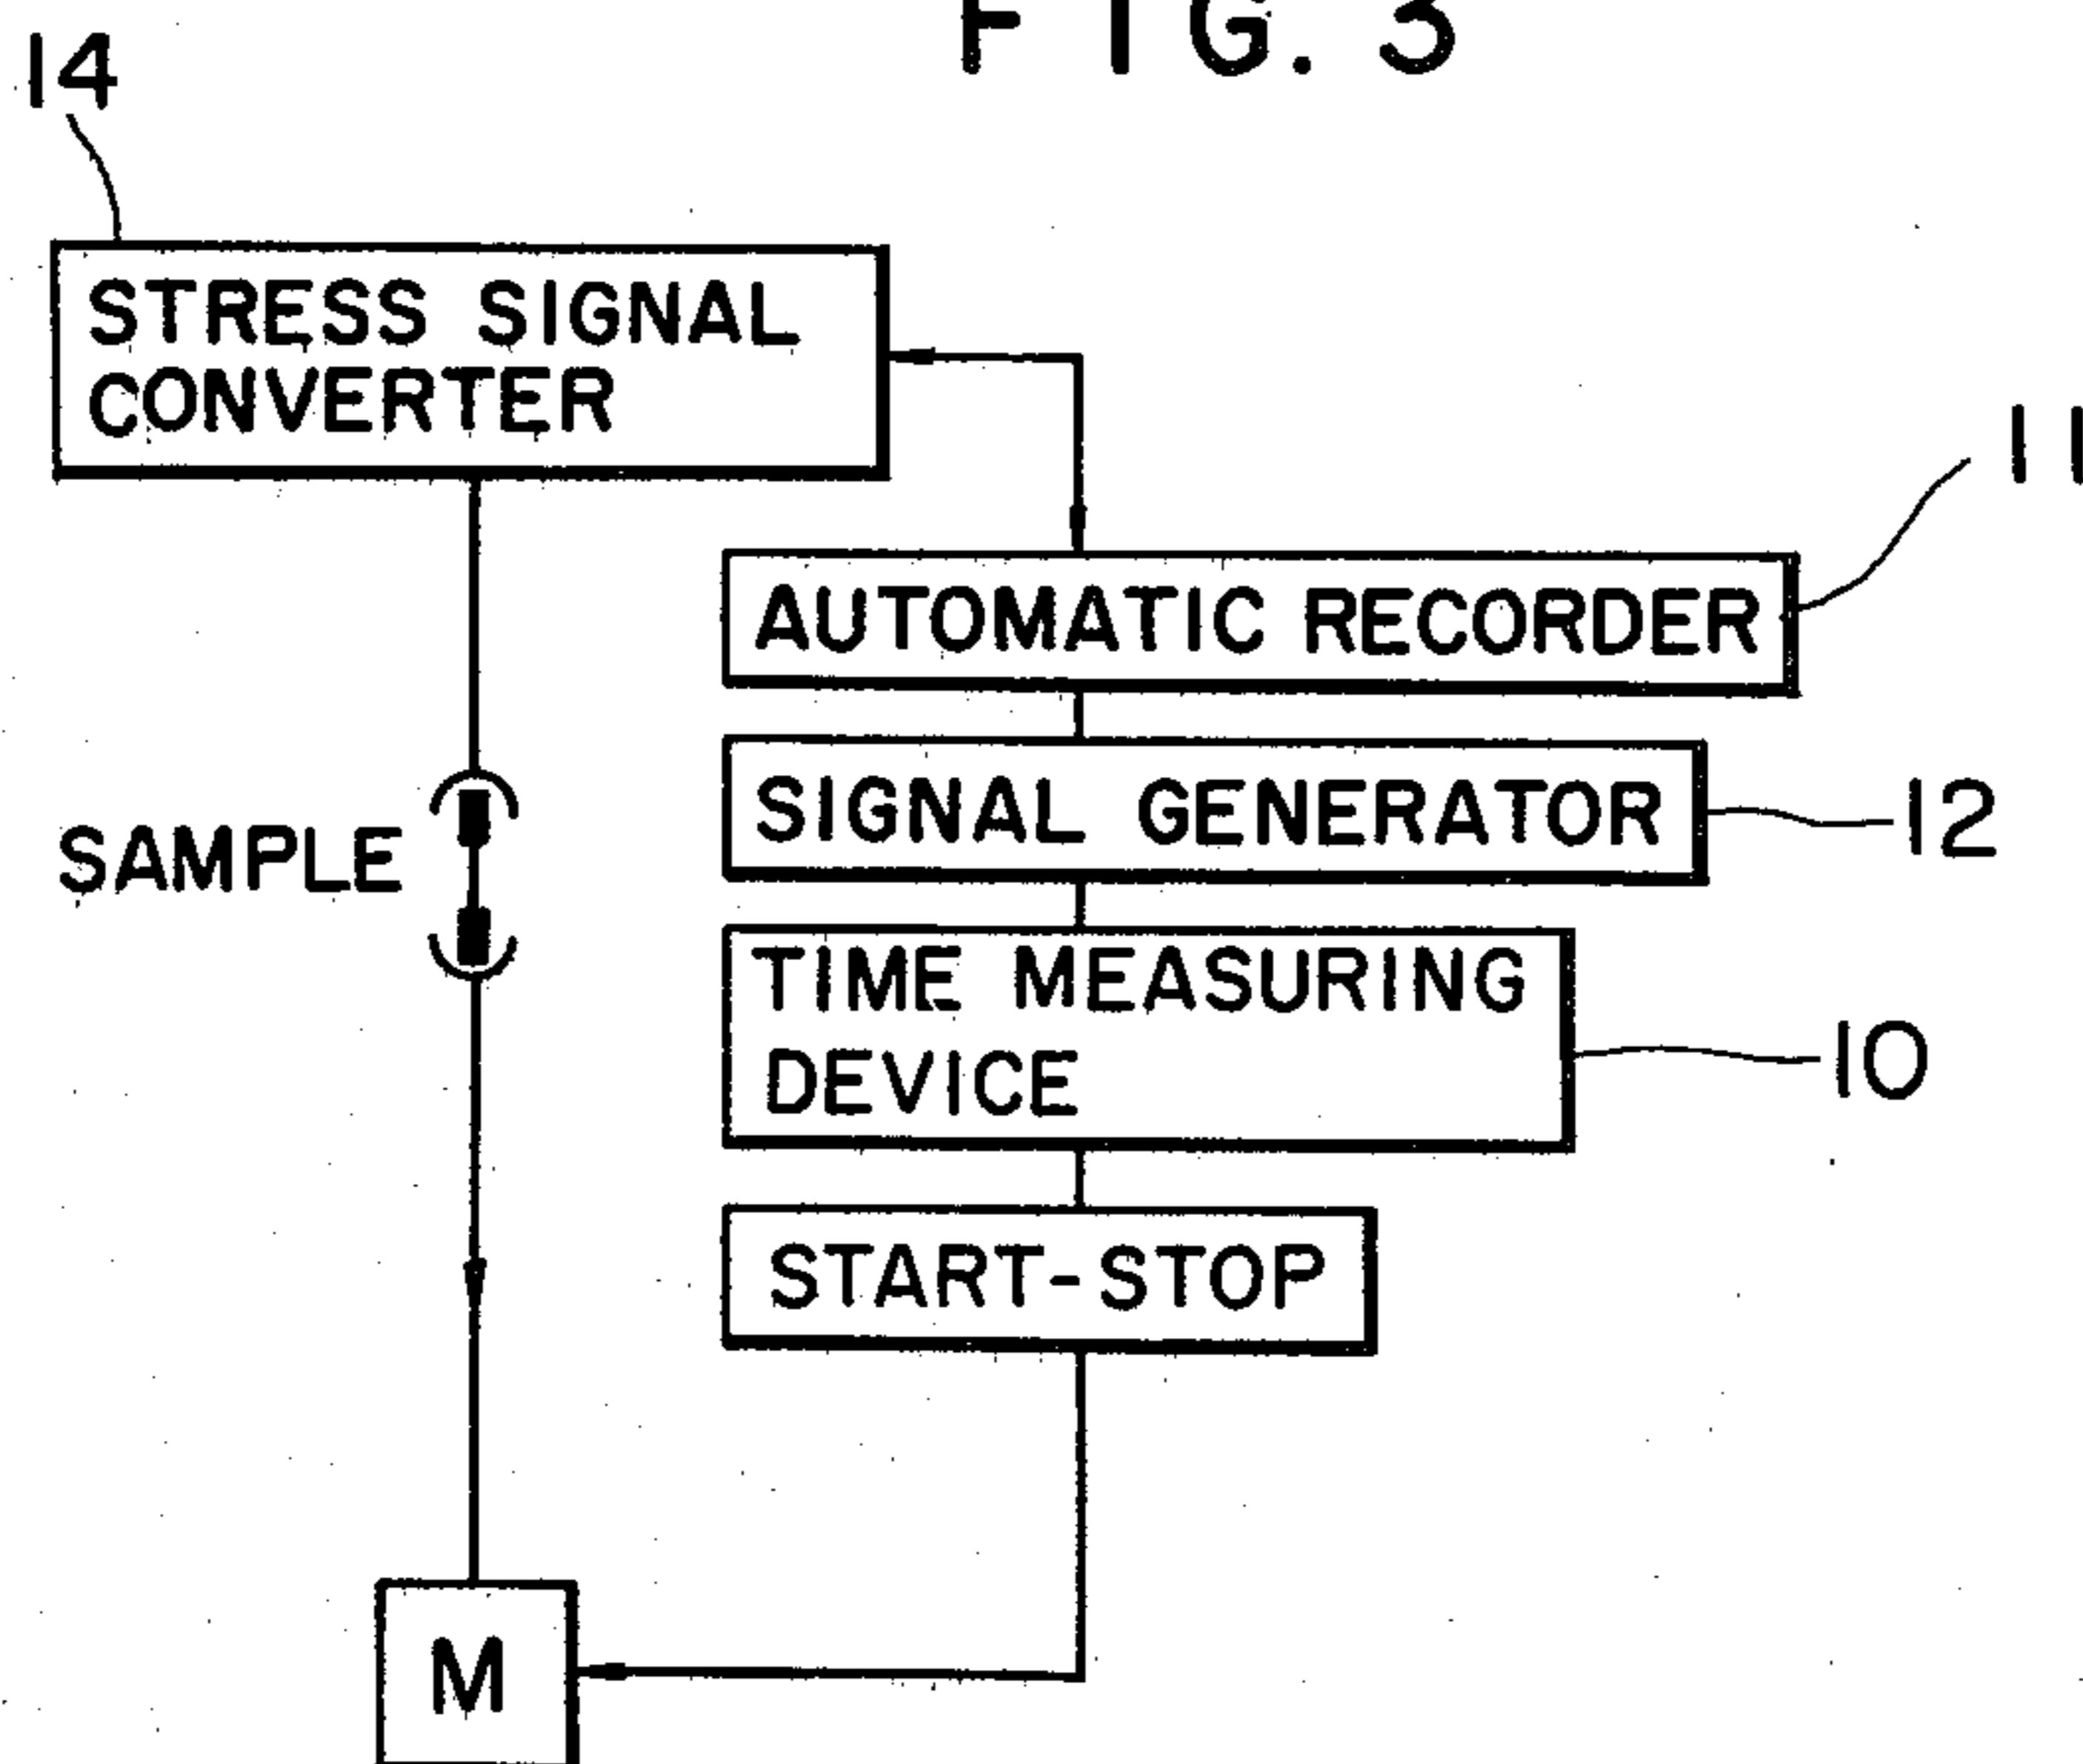 FIG. 3
14
STRESS SIGNAL
CONVERTER
11
AUTOMATIC RECORDER
SIGNAL GENERATOR
12
SAMPLE
TIME MEASURING
DEVICE
10
START-STOP
M